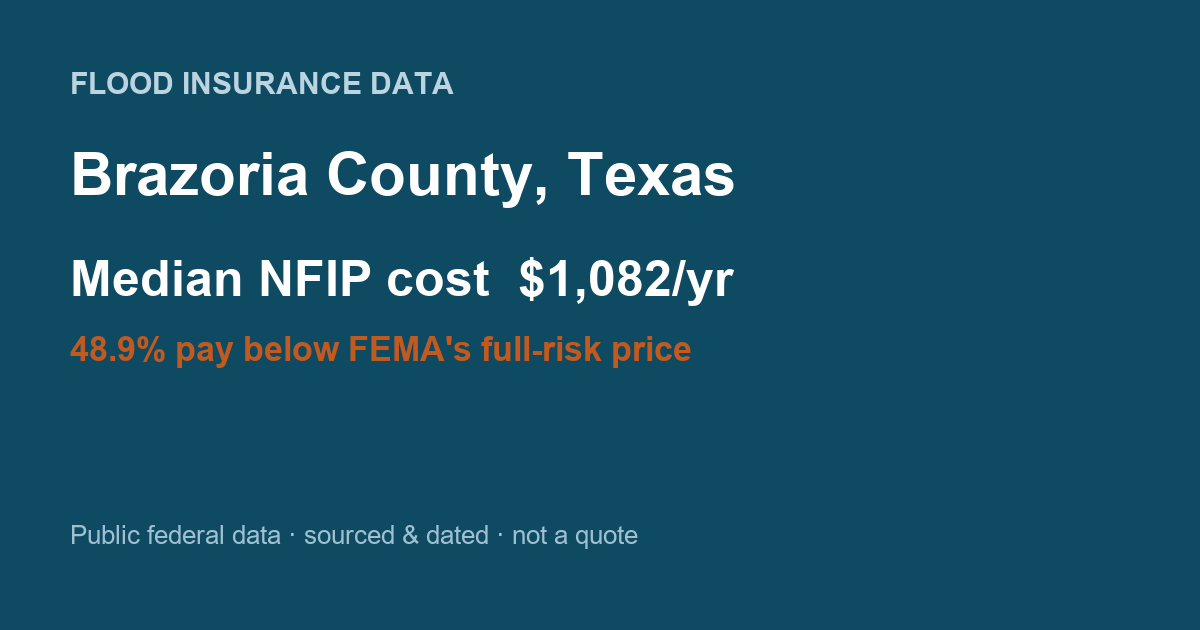 FLOOD INSURANCE DATA
Brazoria County, Texas
Median NFIP cost  $1,082/yr
48.9% pay below FEMA's full-risk price
Public federal data · sourced & dated · not a quote